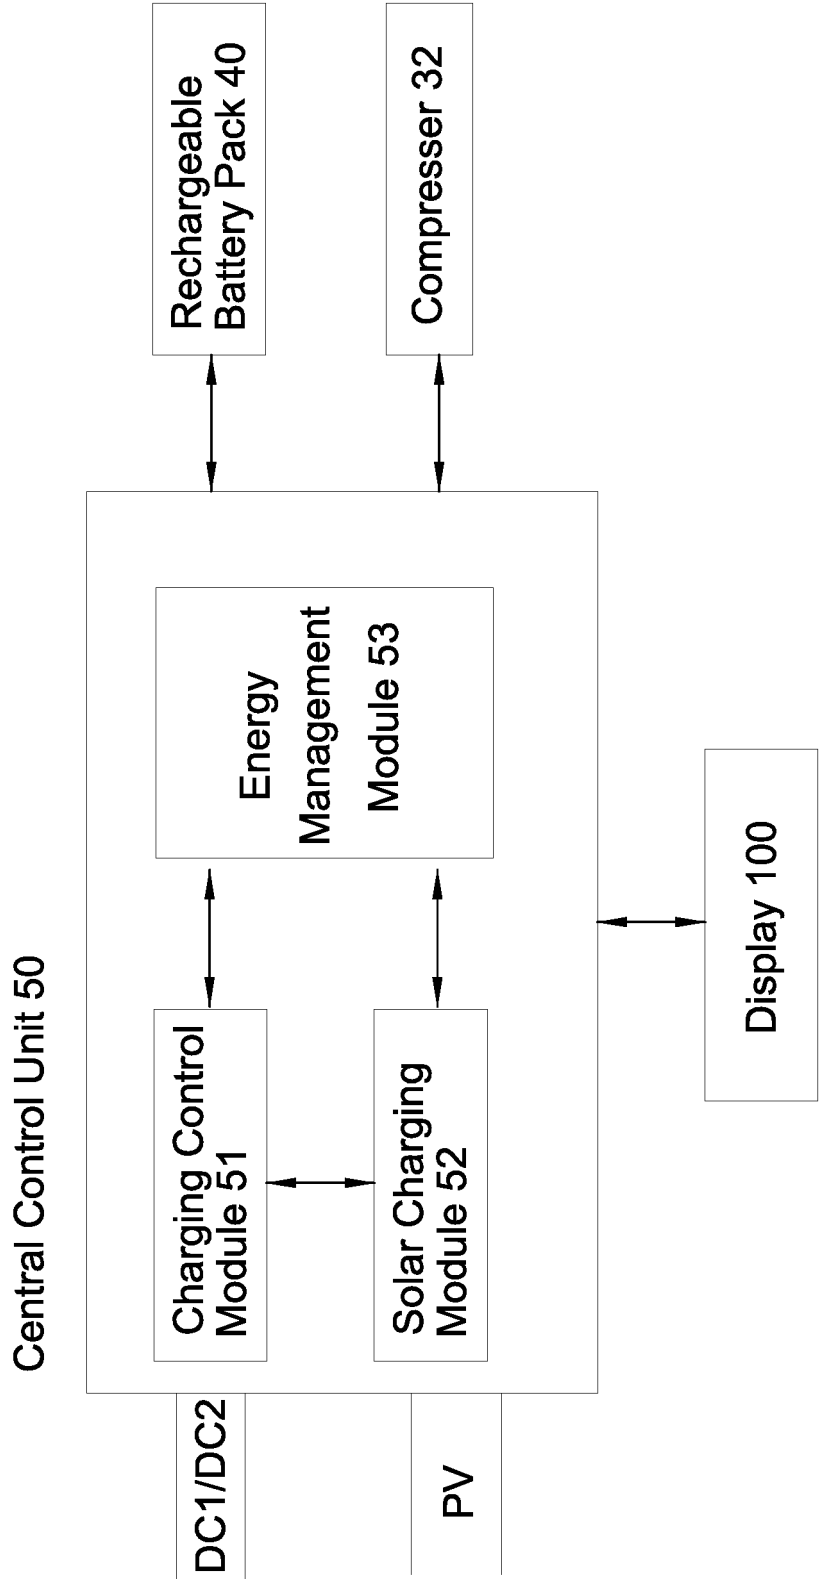 Central Control Unit 50
DC1/DC2
Charging Control
Module 51
Energy
Management
Module 53
Rechargeable
Battery Pack 40
PV
Solar Charging
Module 52
Compresser 32
Display 100